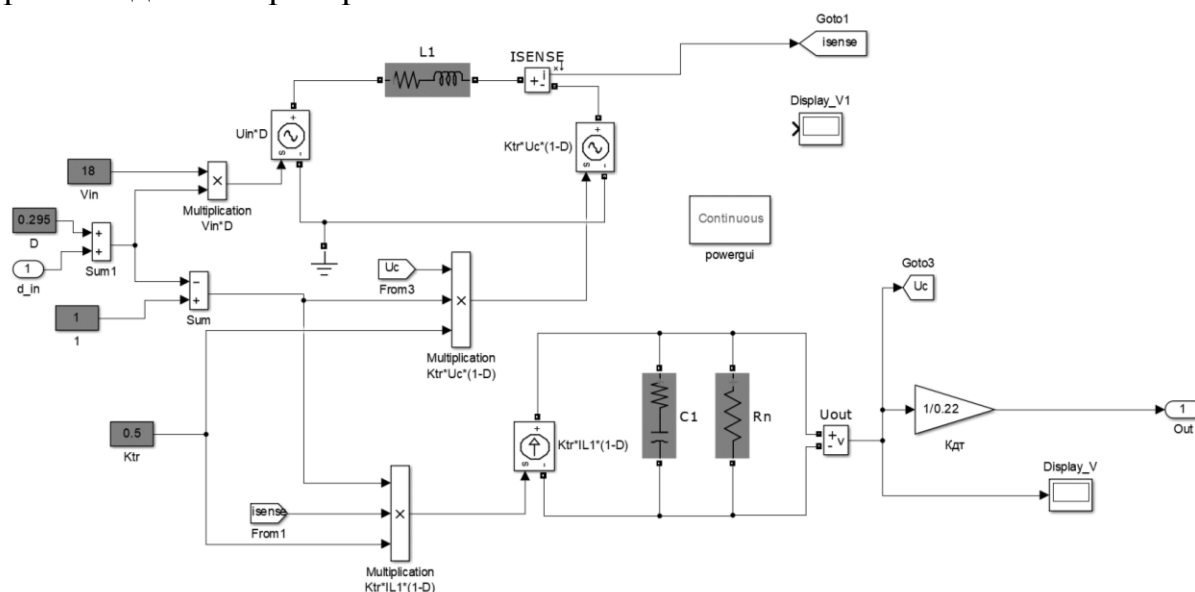 Goto1
isense
L1
ISENSE
i
+
-
Display_V1
Uin*D
+
s
-
Ktr*Uc*(1-D)
+
s
-
18
Vin
×
Multiplication
Vin*D
0.295
D
+
+
Sum1
1
d_in
Continuous
powergui
−
+
Sum
Uc
From3
1
1
×
Multiplication
Ktr*Uc*(1-D)
Goto3
Uc
0.5
Ktr
+
s
-
Ktr*IL1*(1-D)
C1
Rn
Uout
+
v
-
1/0.22
Кдт
1
Out
Display_V
isense
From1
×
Multiplication
Ktr*IL1*(1-D)